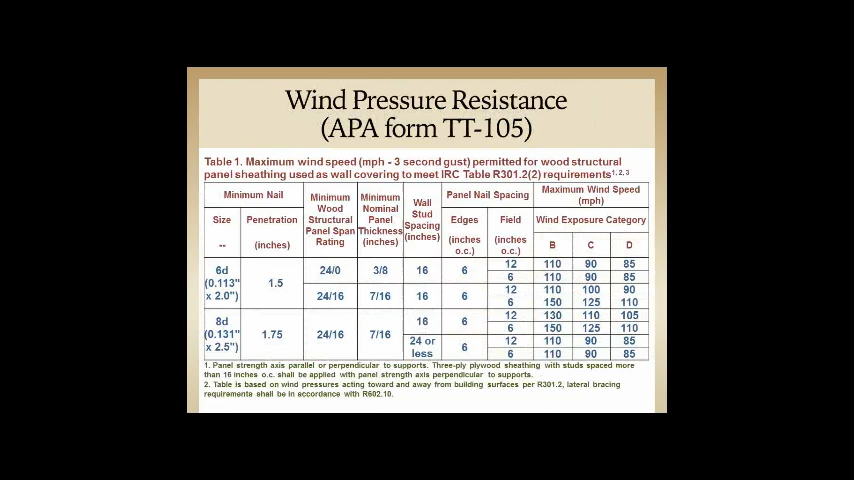 Wind Pressure Resistance
(APA form TT-105)
Table 1. Maximum wind speed (mph - 3 second gust) permitted for wood structural
panel sheathing used as wall covering to meet IRC Table R301.2(2) requirements1, 2, 3
Minimum Nail Minimum Wood Structural Panel Span Rating Minimum Nominal Panel Thickness (inches) Wall Stud Spacing (inches) Panel Nail Spacing Maximum Wind Speed (mph)
Size Penetration Edges Field Wind Exposure Category
-- (inches) (inches o.c.) (inches o.c.) B C D
6d (0.113" x 2.0") 1.5 24/0 3/8 16 6 12 110 90 85
6 110 90 85
24/16 7/16 16 6 12 110 100 90
6 150 125 110
8d (0.131" x 2.5") 1.75 24/16 7/16 16 6 12 130 110 105
6 150 125 110
24 or less 6 12 110 90 85
6 110 90 85
1. Panel strength axis parallel or perpendicular to supports. Three-ply plywood sheathing with studs spaced more
than 16 inches o.c. shall be applied with panel strength axis perpendicular to supports.
2. Table is based on wind pressures acting toward and away from building surfaces per R301.2, lateral bracing
requirements shall be in accordance with R602.10.